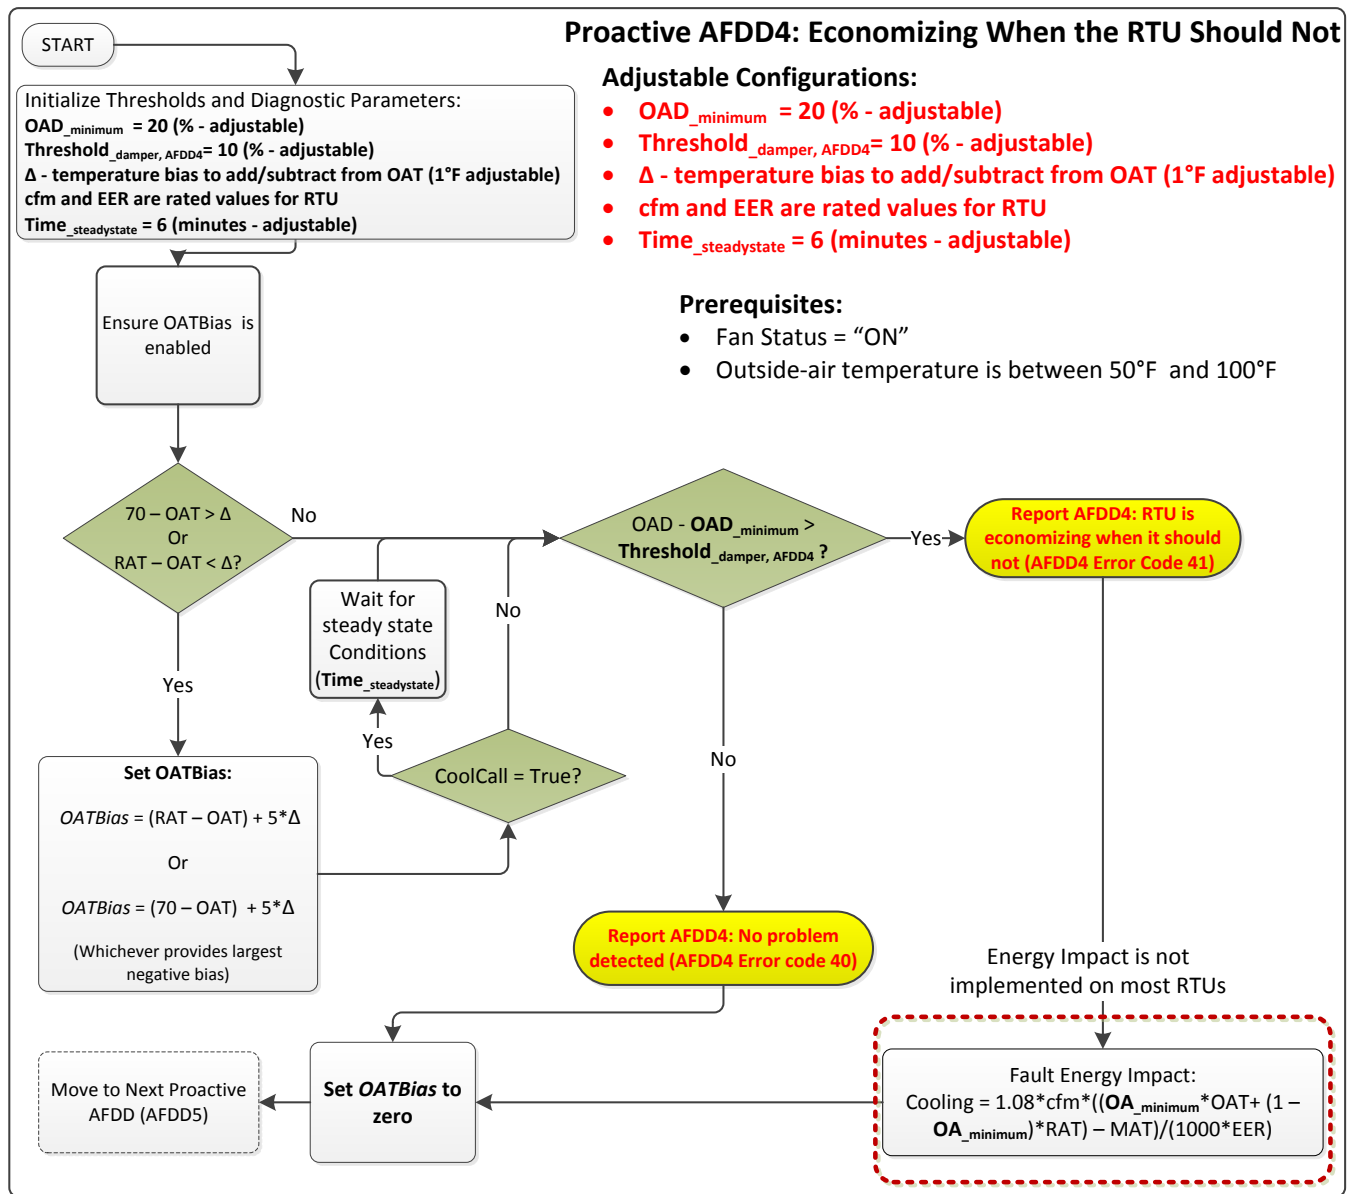 Proactive AFDD4: Economizing When the RTU Should Not
START
Initialize Thresholds and Diagnostic Parameters:
OAD_minimum = 20 (% - adjustable)
Threshold_damper, AFDD4= 10 (% - adjustable)
Δ - temperature bias to add/subtract from OAT (1°F adjustable)
cfm and EER are rated values for RTU
Time_steadystate = 6 (minutes - adjustable)
Adjustable Configurations:
• OAD_minimum = 20 (% - adjustable)
• Threshold_damper, AFDD4= 10 (% - adjustable)
• Δ - temperature bias to add/subtract from OAT (1°F adjustable)
• cfm and EER are rated values for RTU
• Time_steadystate = 6 (minutes - adjustable)
Prerequisites:
• Fan Status = “ON”
• Outside-air temperature is between 50°F and 100°F
Ensure OATBias is
enabled
70 – OAT > Δ
Or
RAT – OAT < Δ?
No
Yes
OAD - OAD_minimum >
Threshold_damper, AFDD4 ?
Yes
Report AFDD4: RTU is
economizing when it should
not (AFDD4 Error Code 41)
Wait for
steady state
Conditions
(Time_steadystate)
No
Yes
CoolCall = True?
No
Set OATBias:
OATBias = (RAT – OAT) + 5*Δ
Or
OATBias = (70 – OAT) + 5*Δ
(Whichever provides largest
negative bias)
Report AFDD4: No problem
detected (AFDD4 Error code 40)
Energy Impact is not
implemented on most RTUs
Fault Energy Impact:
Cooling = 1.08*cfm*((OA_minimum*OAT+ (1 –
OA_minimum)*RAT) – MAT)/(1000*EER)
Set OATBias to
zero
Move to Next Proactive
AFDD (AFDD5)